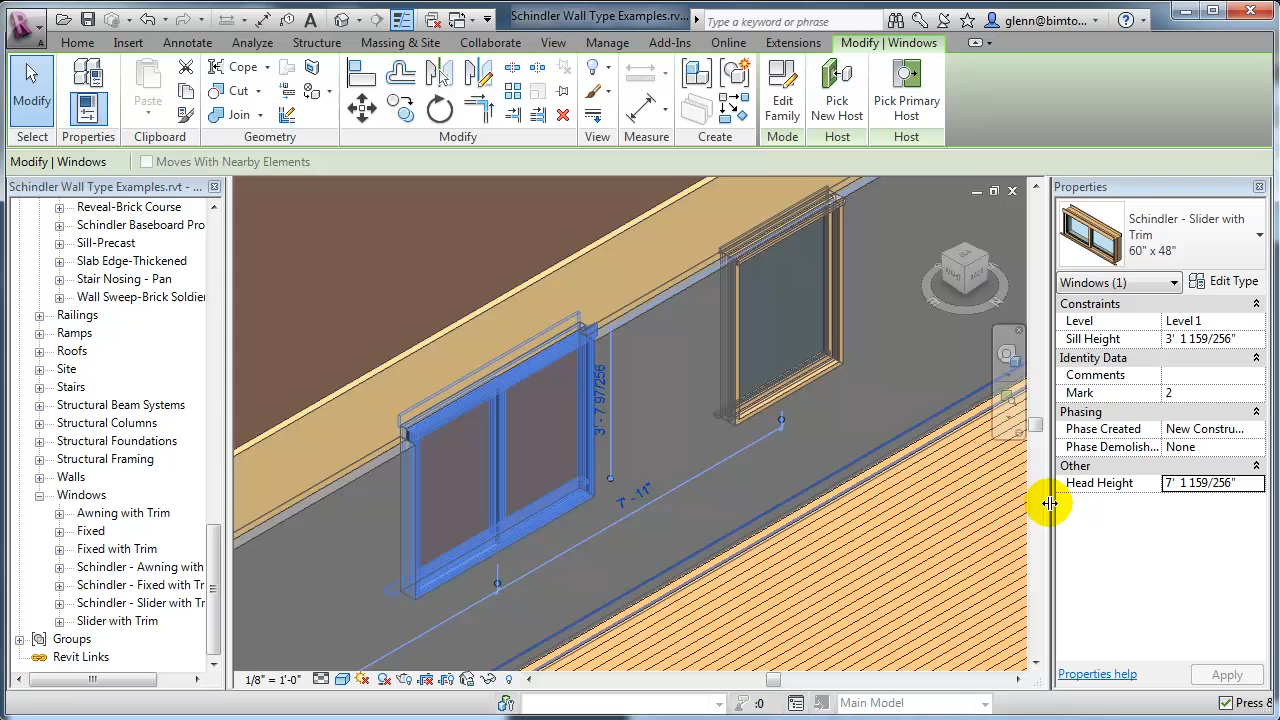 Schindler Wall Type Examples.rvt...
Type a keyword or phrase
glenn@bimto...
Home Insert Annotate Analyze Structure Massing & Site Collaborate View Manage Add-Ins Online Extensions Modify | Windows
Modify
Select
Properties
Paste
Clipboard
Cope
Cut
Join
Geometry
Modify
View
Measure
Create
Edit
Family
Mode
Pick
New Host
Host
Pick Primary
Host
Host
Modify | Windows
Moves With Nearby Elements
Schindler Wall Type Examples.rvt - ...
Reveal-Brick Course
Schindler Baseboard Pro
Sill-Precast
Slab Edge-Thickened
Stair Nosing - Pan
Wall Sweep-Brick Soldier
Railings
Ramps
Roofs
Site
Stairs
Structural Beam Systems
Structural Columns
Structural Foundations
Structural Framing
Walls
Windows
Awning with Trim
Fixed
Fixed with Trim
Schindler - Awning with T
Schindler - Fixed with Tri
Schindler - Slider with Tr
Slider with Trim
Groups
Revit Links
3' - 7 97/256
7' - 11"
Properties
Schindler - Slider with
Trim
60" x 48"
Windows (1)
Edit Type
Constraints
Level Level 1
Sill Height 3' 1 159/256"
Identity Data
Comments
Mark 2
Phasing
Phase Created New Constru...
Phase Demolish... None
Other
Head Height 7' 1 159/256"
Properties help
Apply
1/8" = 1'-0"
:0
Main Model
Press &